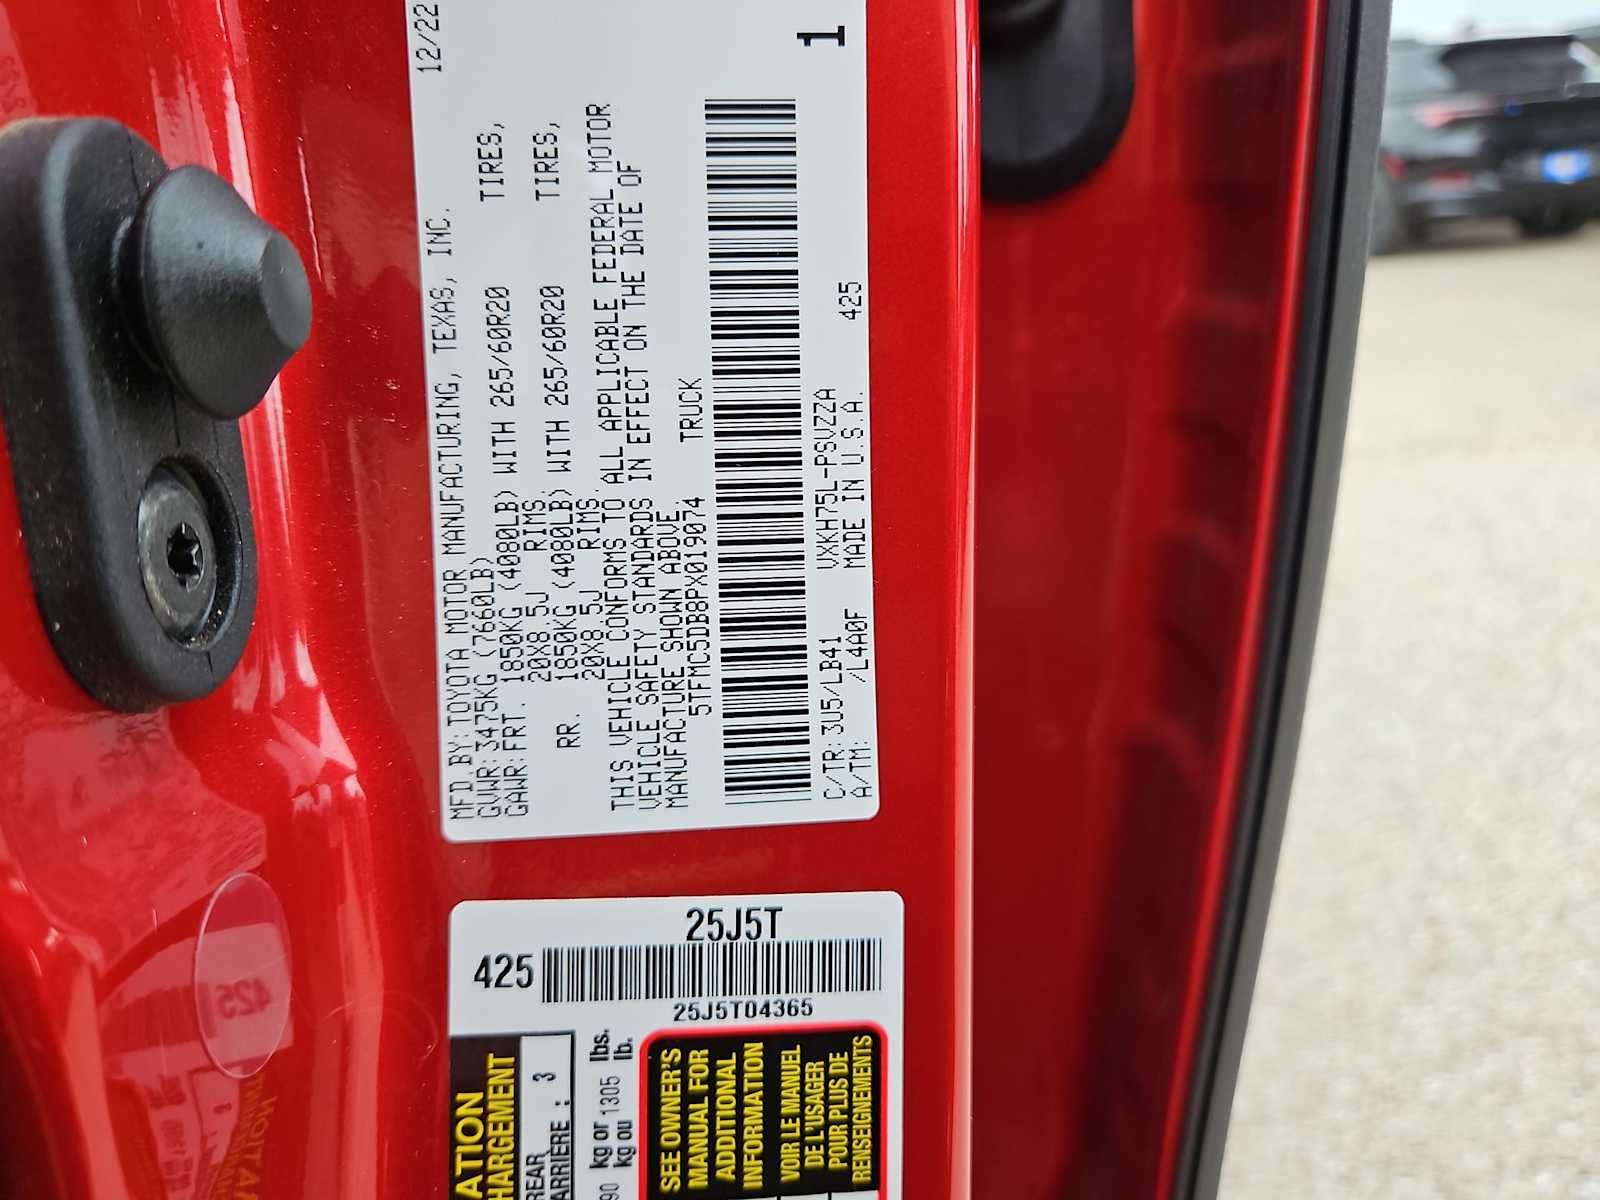 MFD.BY:TOYOTA MOTOR MANUFACTURING, TEXAS, INC. 12/22
GVWR:3475KG (7660LB)
GAWR:FRT. 1850KG (4080LB) WITH 265/60R20 TIRES,
20X8.5J RIMS.
RR. 1850KG (4080LB) WITH 265/60R20 TIRES,
20X8.5J RIMS.
THIS VEHICLE CONFORMS TO ALL APPLICABLE FEDERAL MOTOR
VEHICLE SAFETY STANDARDS IN EFFECT ON THE DATE OF
MANUFACTURE SHOWN ABOVE.
5TFMC5DB8PX019074 TRUCK
C/TR:3U5/LB41 VXKH75L-PSVZZA 425 1
A/TM: /L4A0F MADE IN U.S.A.
25J5T
425
25J5T04365
ATION
CHARGEMENT
REAR
ARRIÈRE : 3
90 kg or 1305 lbs.
kg ou lb.
SEE OWNER'S
MANUAL FOR
ADDITIONAL
INFORMATION
VOIR LE MANUEL
DE L'USAGER
POUR PLUS DE
RENSEIGNEMENTS
425